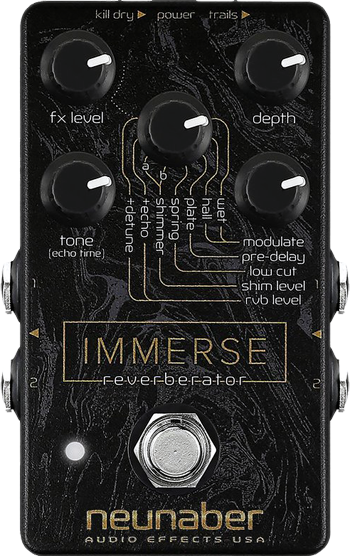 kill dry ▶ power trails ▶
fx level
depth
a
b
+detune
+echo
shimmer
spring
plate
hall
wet
tone
[echo time]
modulate
pre-delay
low cut
shim level
rvb level
1
1
IMMERSE
reverberator
2
2
neunaber
AUDIO EFFECTS USA